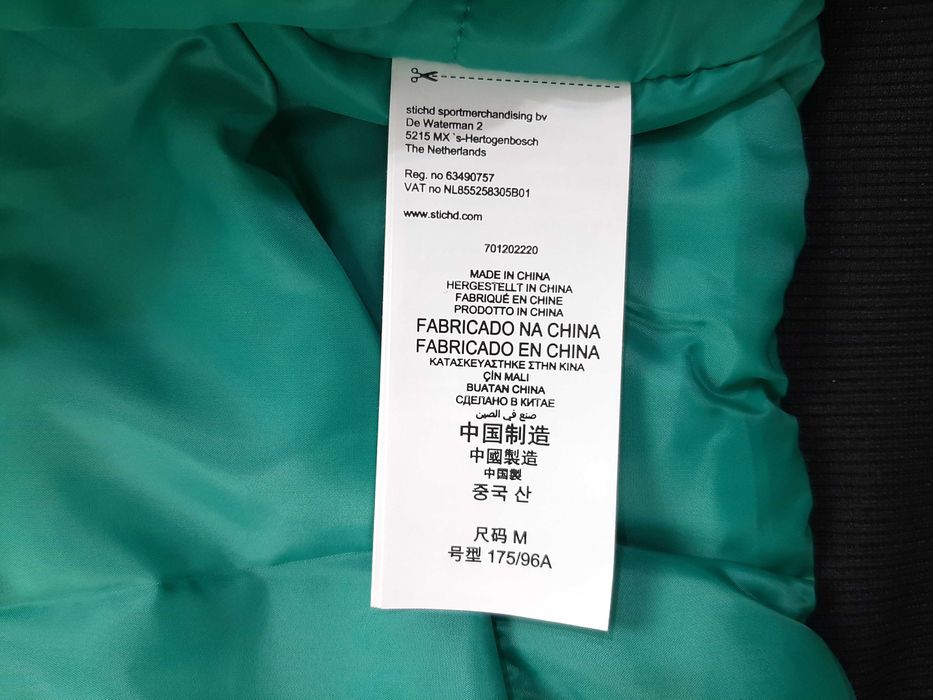 stichd sportmerchandising bv
De Waterman 2
5215 MX `s-Hertogenbosch
The Netherlands
Reg. no 63490757
VAT no NL855258305B01
www.stichd.com
701202220
MADE IN CHINA
HERGESTELLT IN CHINA
FABRIQUÉ EN CHINE
PRODOTTO IN CHINA
FABRICADO NA CHINA
FABRICADO EN CHINA
ΚΑΤΑΣΚΕΥΑΣΤΗΚΕ ΣΤΗΝ ΚΙΝΑ
ÇİN MALI
BUATAN CHINA
СДЕЛАНО В КИТАЕ
صنع في الصين
中国制造
中國製造
中国製
중국 산
尺码 M
号型 175/96A